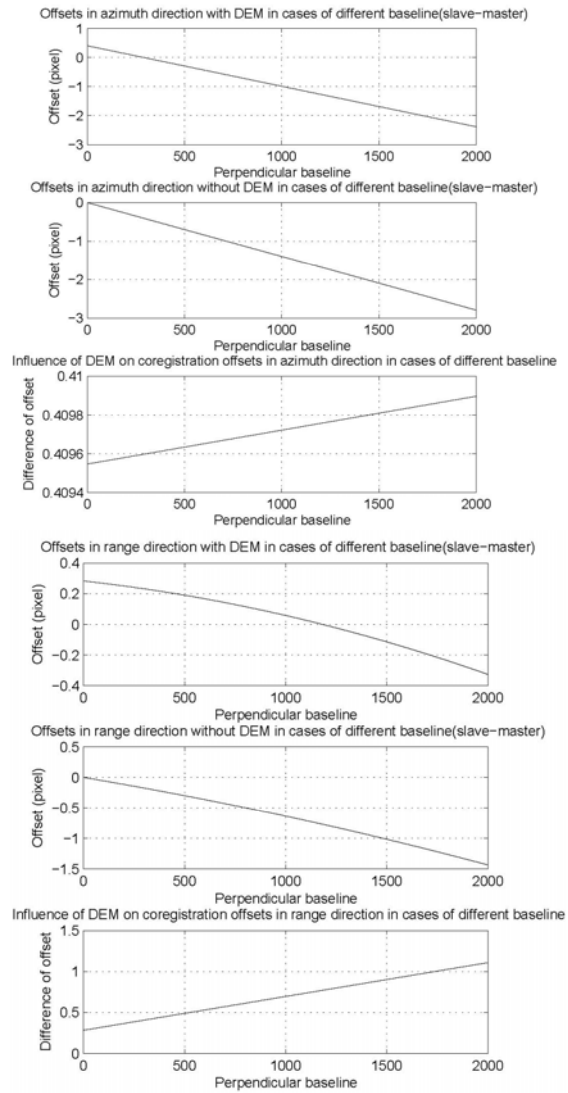 Offsets in azimuth direction with DEM in cases of different baseline(slave−master)
1
0
−1
−2
−3
Offset (pixel)
0 500 1000 1500 2000
Perpendicular baseline
Offsets in azimuth direction without DEM in cases of different baseline(slave−master)
0
−1
−2
−3
Offset (pixel)
0 500 1000 1500 2000
Perpendicular baseline
Influence of DEM on coregistration offsets in azimuth direction in cases of different baseline
0.41
0.4098
0.4096
0.4094
Difference of offset
0 500 1000 1500 2000
Perpendicular baseline
Offsets in range direction with DEM in cases of different baseline(slave−master)
0.4
0.2
0
−0.2
−0.4
Offset (pixel)
0 500 1000 1500 2000
Perpendicular baseline
Offsets in range direction without DEM in cases of different baseline(slave−master)
0.5
0
−0.5
−1
−1.5
Offset (pixel)
0 500 1000 1500 2000
Perpendicular baseline
Influence of DEM on coregistration offsets in range direction in cases of different baseline
1.5
1
0.5
0
Difference of offset
0 500 1000 1500 2000
Perpendicular baseline